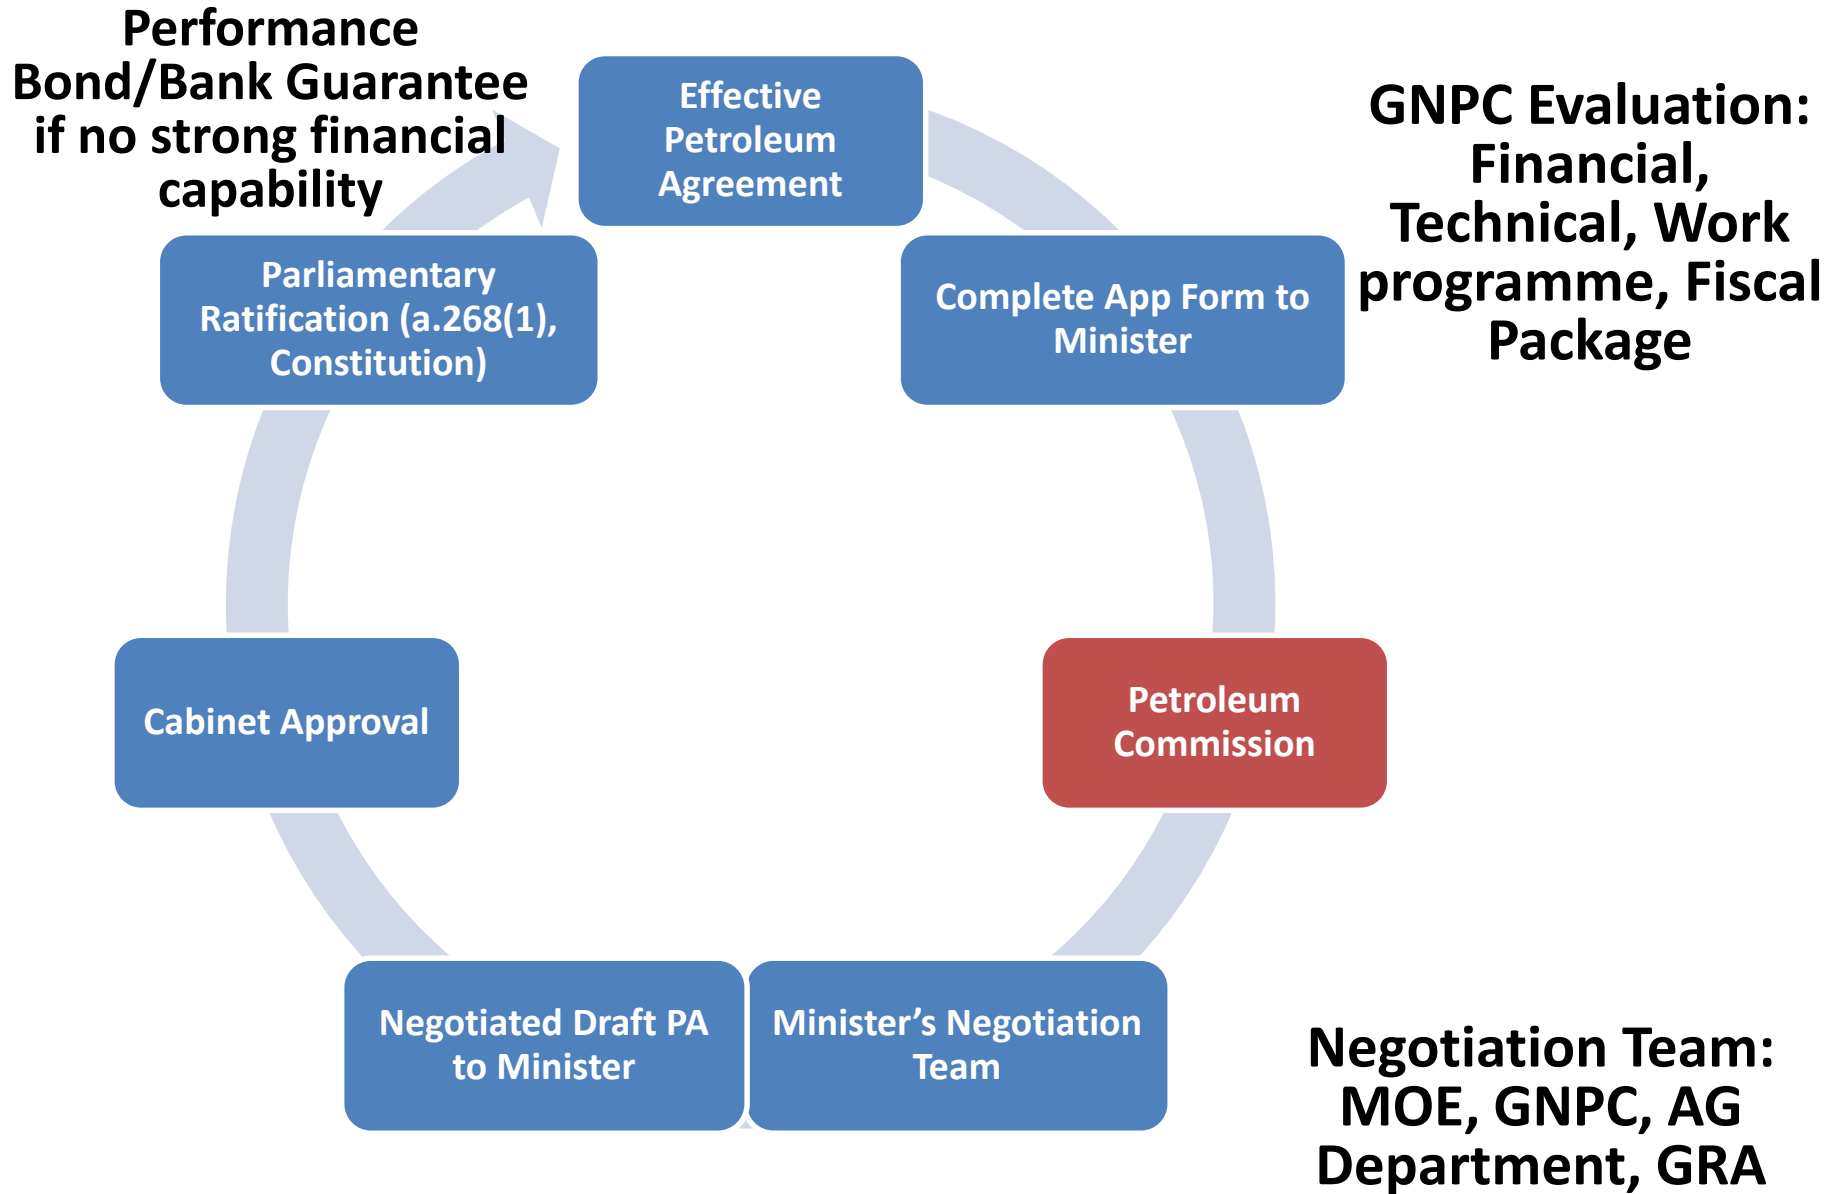 Performance
Bond/Bank Guarantee
if no strong financial
capability
Effective
Petroleum
Agreement
GNPC Evaluation:
Financial,
Technical, Work
programme, Fiscal
Package
Complete App Form to
Minister
Petroleum
Commission
Minister’s Negotiation
Team
Negotiation Team:
MOE, GNPC, AG
Department, GRA
Negotiated Draft PA
to Minister
Cabinet Approval
Parliamentary
Ratification (a.268(1),
Constitution)